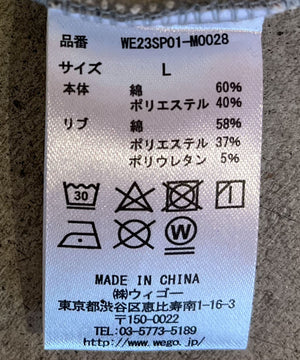 品番 WE23SP01-M0028
サイズ L
本体 綿 60%
ポリエステル 40%
リブ 綿 58%
ポリエステル 37%
ポリウレタン 5%
30
W
MADE IN CHINA
㈱ウィゴー
東京都渋谷区恵比寿南1-16-3
〒150-0022
TEL:03-5773-5189
http://www.wego.jp/